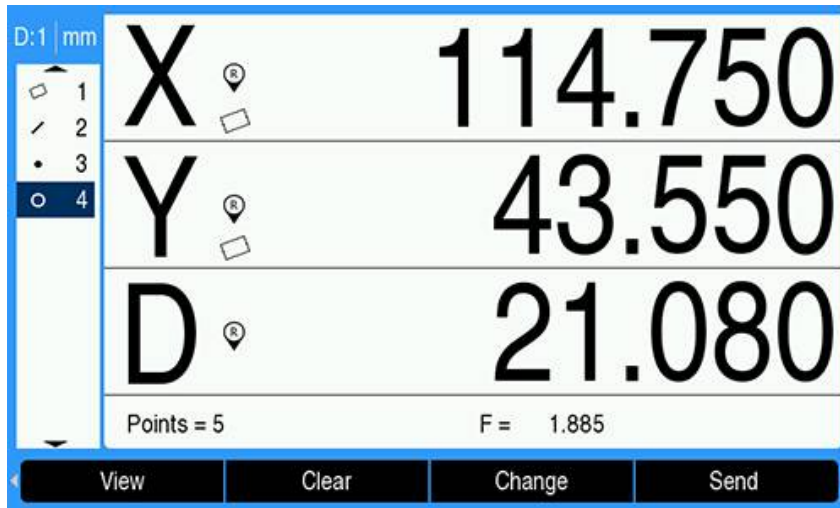 D:1 mm
1
2
3
4
X R 114.750
Y R 43.550
D R 21.080
Points = 5 F = 1.885
View Clear Change Send